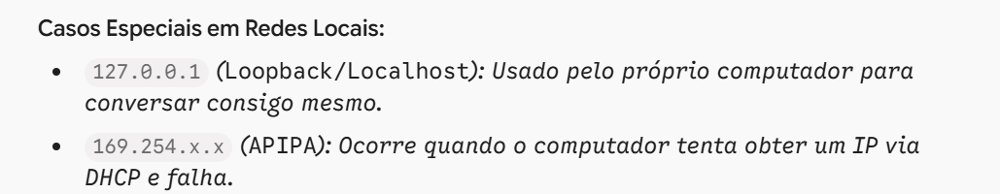 Casos Especiais em Redes Locais:
• 127.0.0.1 (Loopback/Localhost): Usado pelo próprio computador para
conversar consigo mesmo.
• 169.254.x.x (APIPA): Ocorre quando o computador tenta obter um IP via
DHCP e falha.